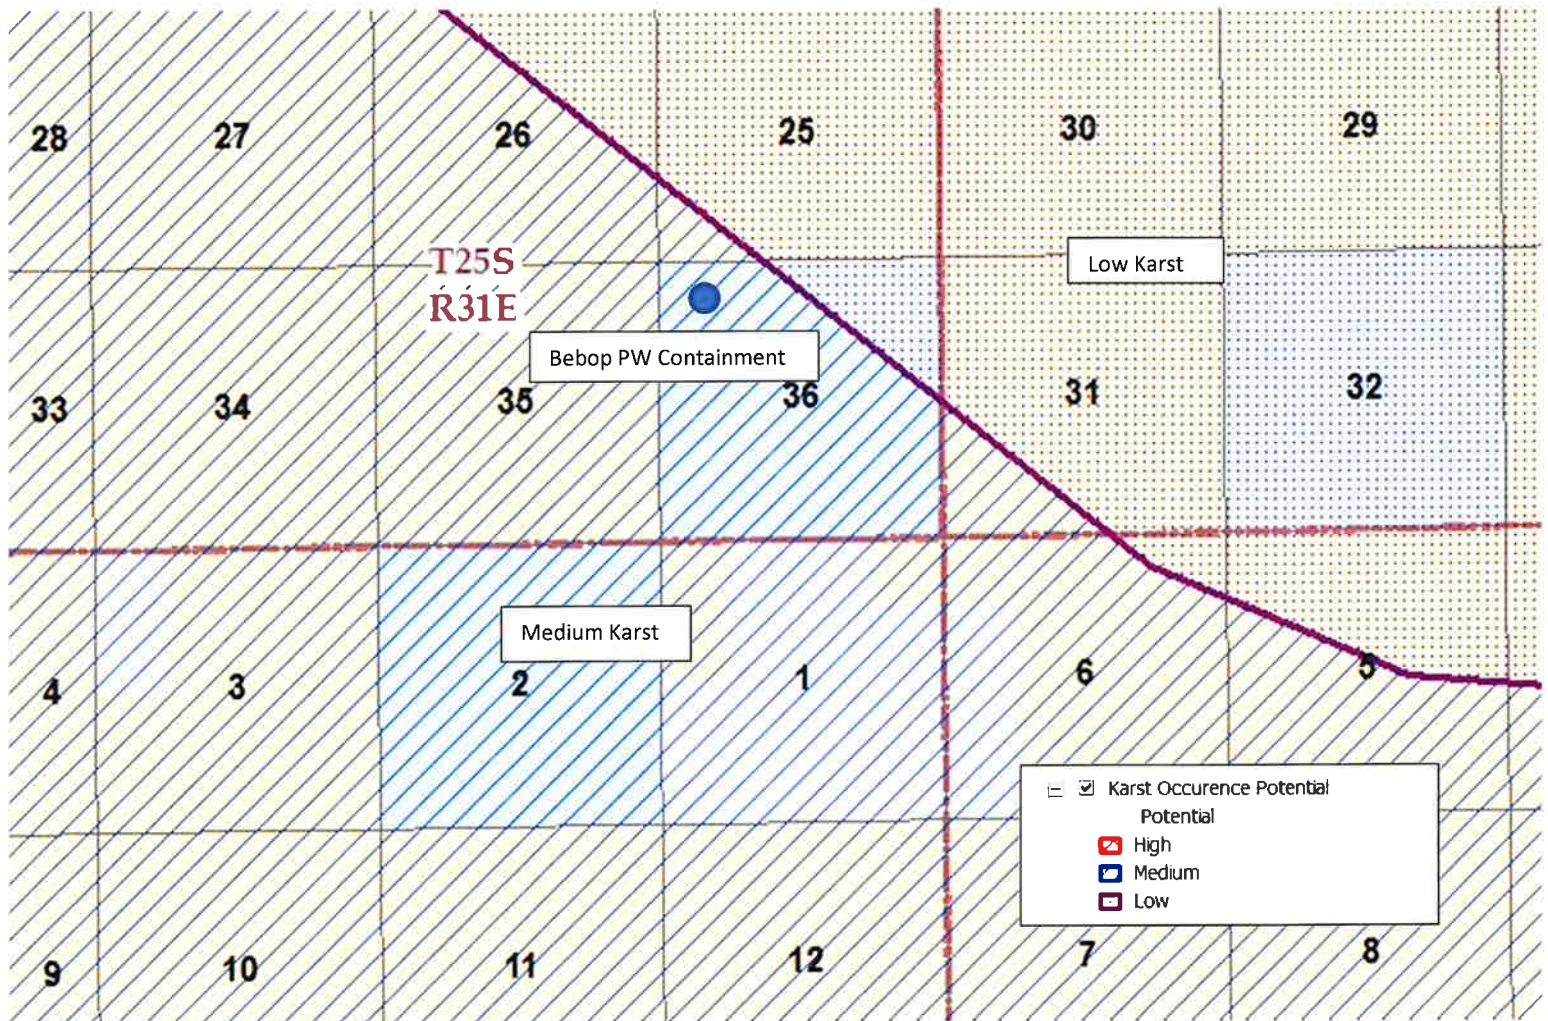 28
27
26
25
30
29
T25S
R31E
Low Karst
Bebop PW Containment
33
34
35
36
31
32
Medium Karst
4
3
2
1
6
5
Karst Occurence Potential
Potential
High
Medium
Low
9
10
11
12
7
8